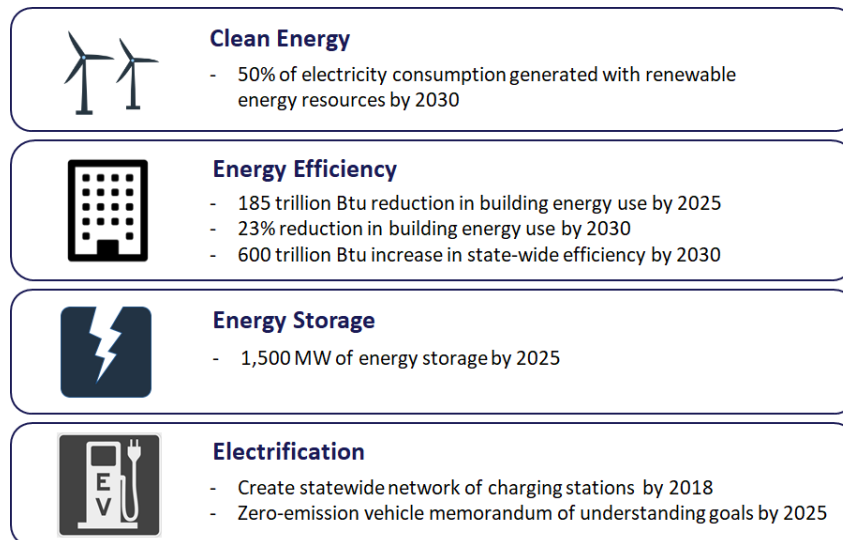 Clean Energy
- 50% of electricity consumption generated with renewable
energy resources by 2030
Energy Efficiency
- 185 trillion Btu reduction in building energy use by 2025
- 23% reduction in building energy use by 2030
- 600 trillion Btu increase in state-wide efficiency by 2030
Energy Storage
- 1,500 MW of energy storage by 2025
EV
Electrification
- Create statewide network of charging stations by 2018
- Zero-emission vehicle memorandum of understanding goals by 2025